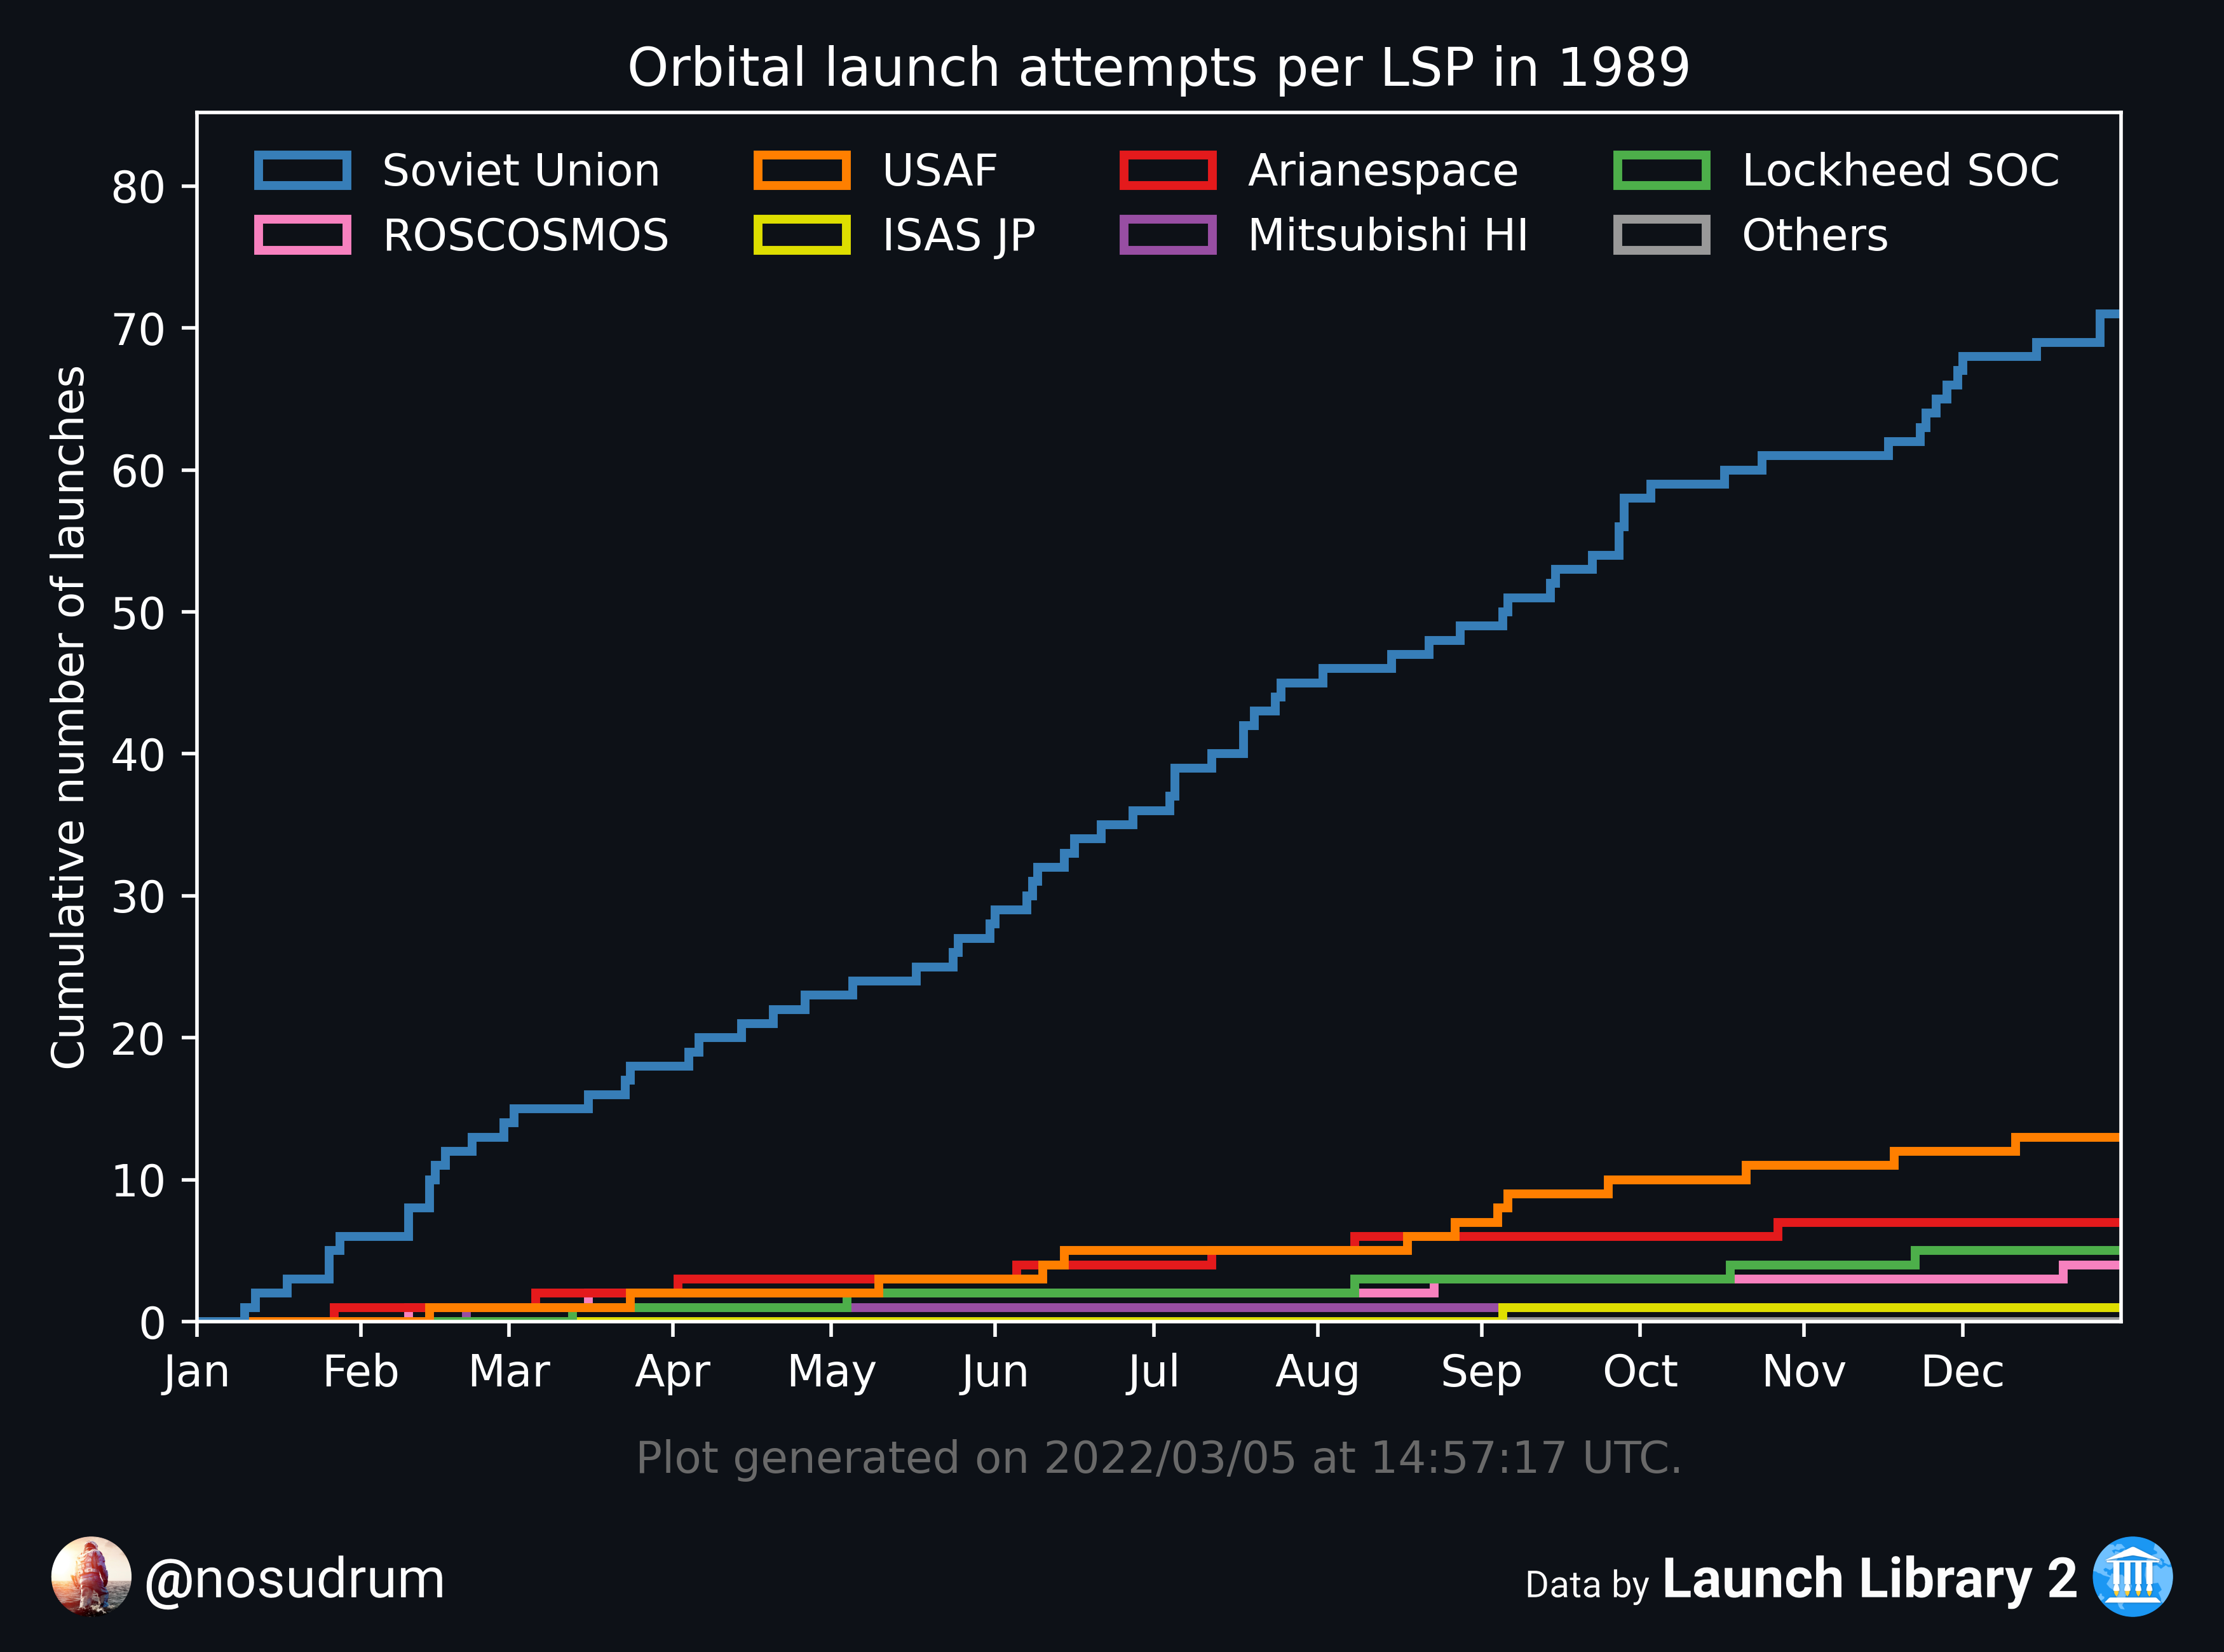 Orbital launch attempts per LSP in 1989
Soviet Union USAF Arianespace Lockheed SOC
ROSCOSMOS ISAS JP Mitsubishi HI Others
Cumulative number of launches
80
70
60
50
40
30
20
10
0
Jan Feb Mar Apr May Jun Jul Aug Sep Oct Nov Dec
Plot generated on 2022/03/05 at 14:57:17 UTC.
@nosudrum
Data by Launch Library 2